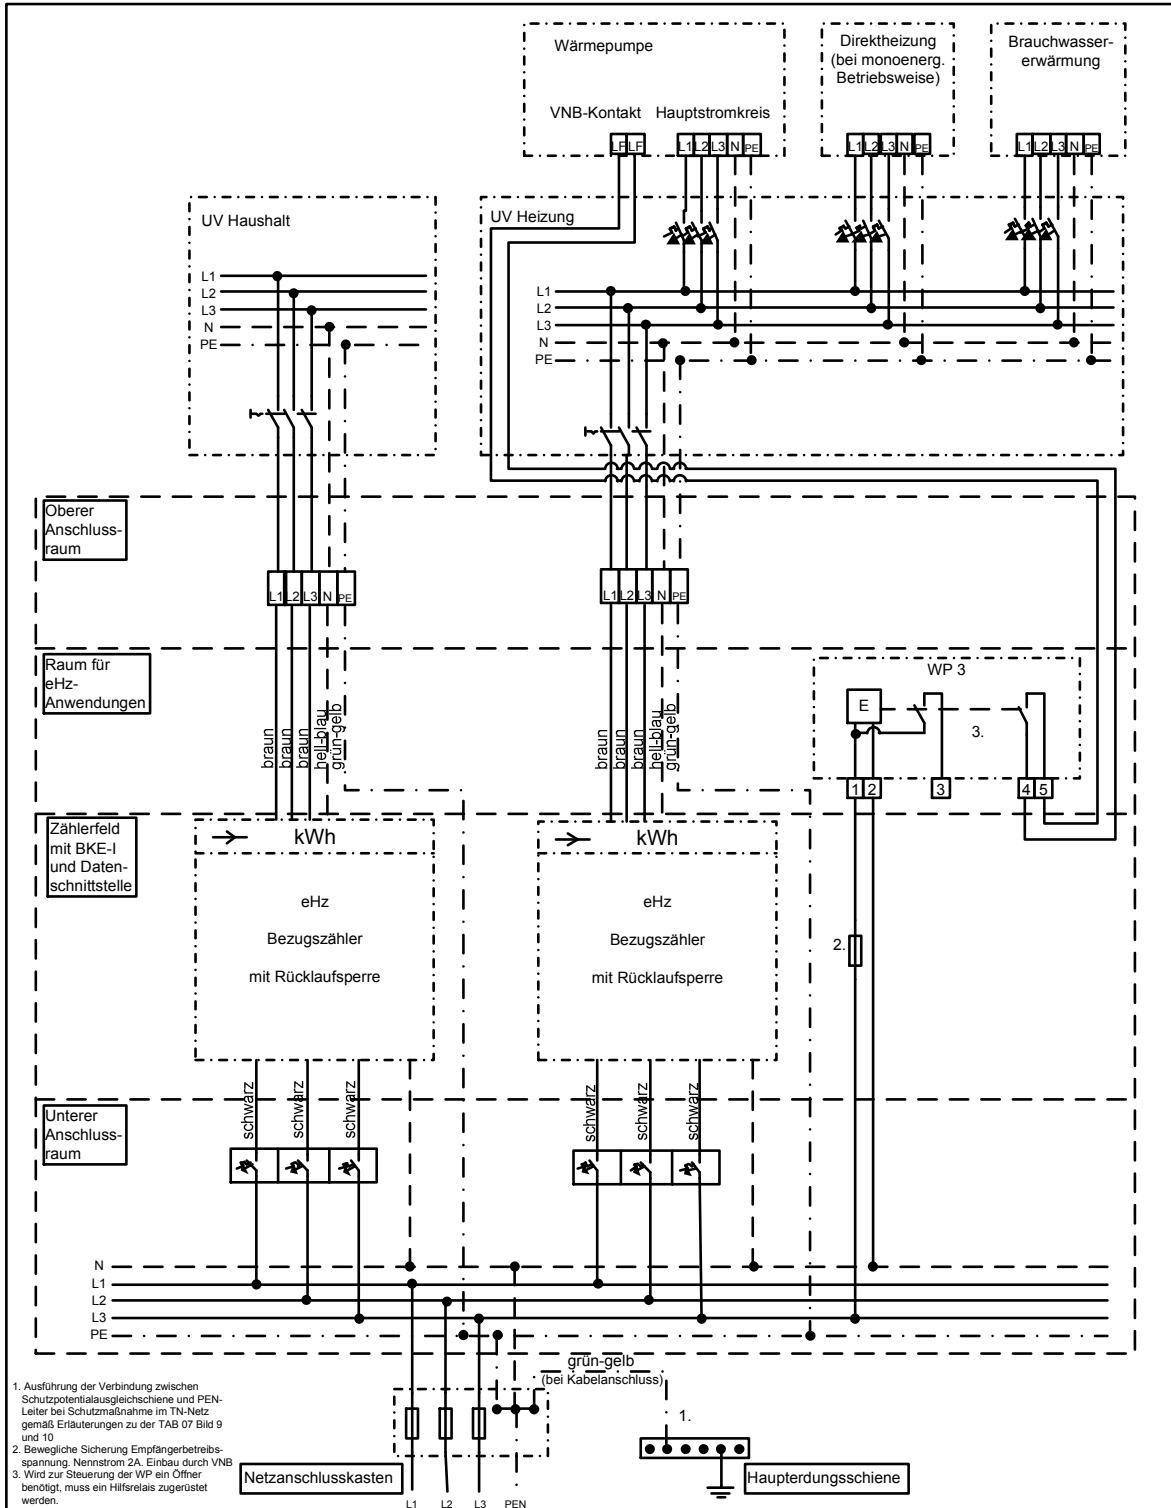 Wärmepumpe
Direktheizung
(bei monoenerg.
Betriebsweise)
Brauchwasser-
erwärmung
VNB-Kontakt
Hauptstromkreis
LF LF
L1 L2 L3 N PE
L1 L2 L3 N PE
L1 L2 L3 N PE
UV Haushalt
L1
L2
L3
N
PE
UV Heizung
L1
L2
L3
N
PE
Oberer
Anschluss-
raum
L1 L2 L3 N PE
L1 L2 L3 N PE
Raum für
eHz-
Anwendungen
braun
braun
braun
hell-blau
grün-gelb
braun
braun
braun
hell-blau
grün-gelb
WP 3
E
3.
1 2 3 4 5
Zählerfeld
mit BKE-I
und Daten-
schnittstelle
kWh
eHz
Bezugszähler
mit Rücklaufsperre
kWh
eHz
Bezugszähler
mit Rücklaufsperre
2.
Unterer
Anschluss-
raum
schwarz
schwarz
schwarz
schwarz
schwarz
schwarz
N
L1
L2
L3
PE
grün-gelb
(bei Kabelanschluss)
1.
1. Ausführung der Verbindung zwischen
Schutzpotentialausgleichschiene und PEN-
Leiter bei Schutzmaßnahme im TN-Netz
gemäß Erläuterungen zu der TAB 07 Bild 9
und 10
2. Bewegliche Sicherung Empfängerbetreibs-
spannung. Nennstrom 2A. Einbau durch VNB
3. Wird zur Steuerung der WP ein Öffner
benötigt, muss ein Hilfsrelais zugerüstet
werden.
Netzanschlusskasten
Haupterdungsschiene
L1 L2 L3 PEN